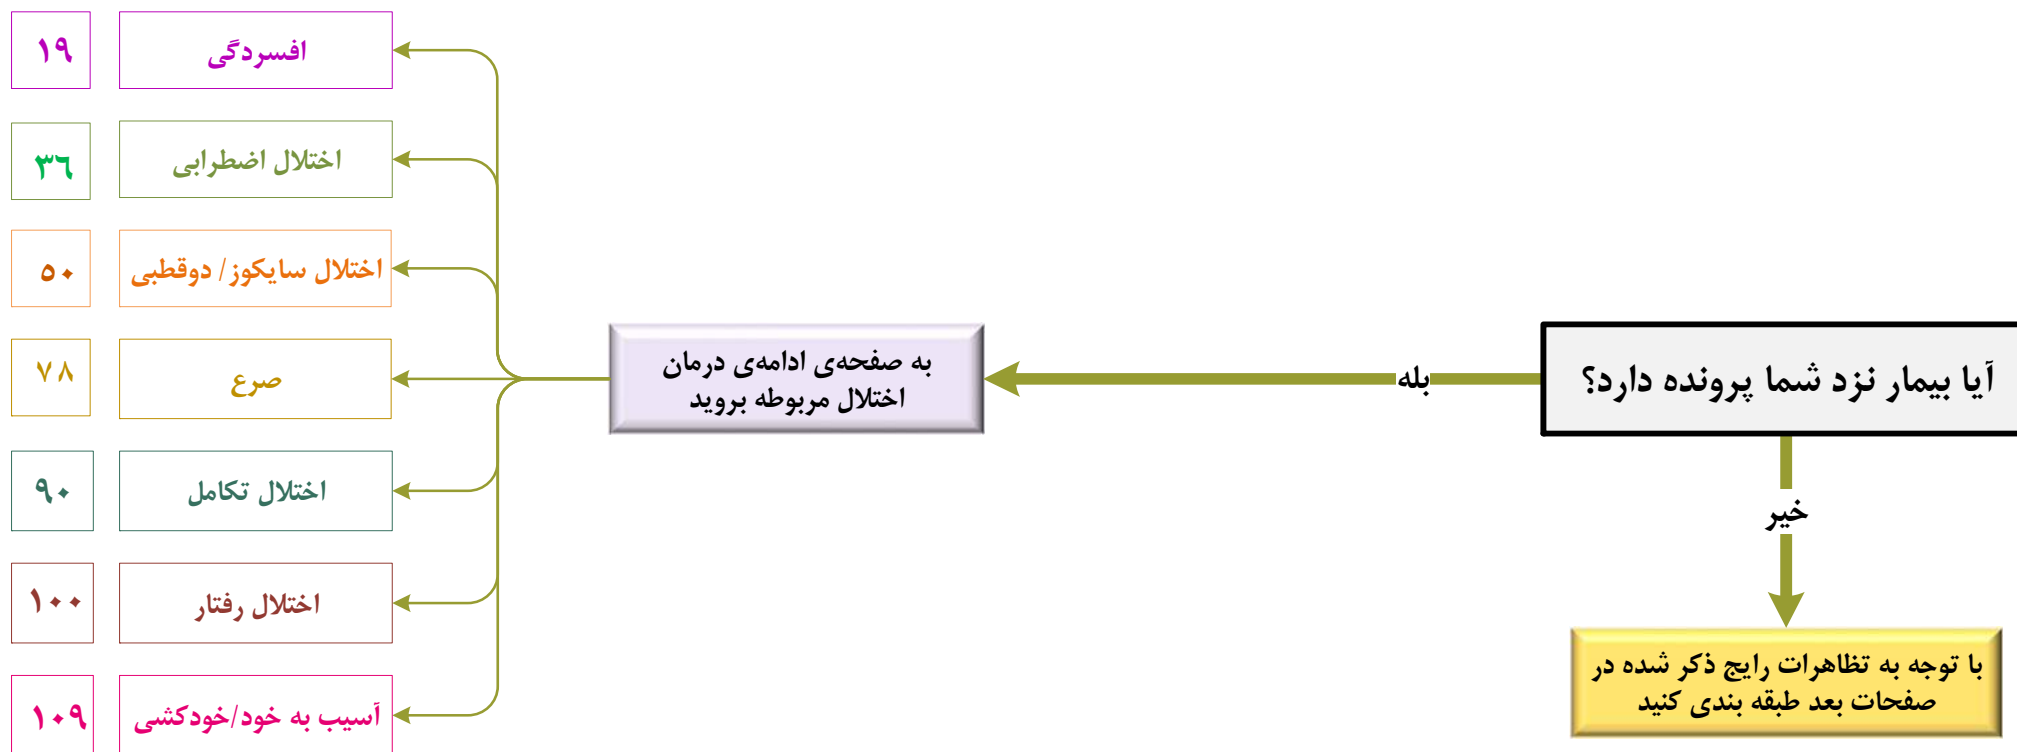 آیا بیمار نزد شما پرونده دارد؟
بله
خیر
با توجه به تظاهرات رایج ذکر شده در
صفحات بعد طبقه بندی کنید
به صفحه‌ی ادامه‌ی درمان
اختلال مربوطه بروید
افسردگی
۱۹
اختلال اضطرابی
۳٦
اختلال سایکوز/ دوقطبی
٥۰
صرع
۷۸
اختلال تکامل
۹۰
اختلال رفتار
۱۰۰
آسیب به خود/خودکشی
۱۰۹